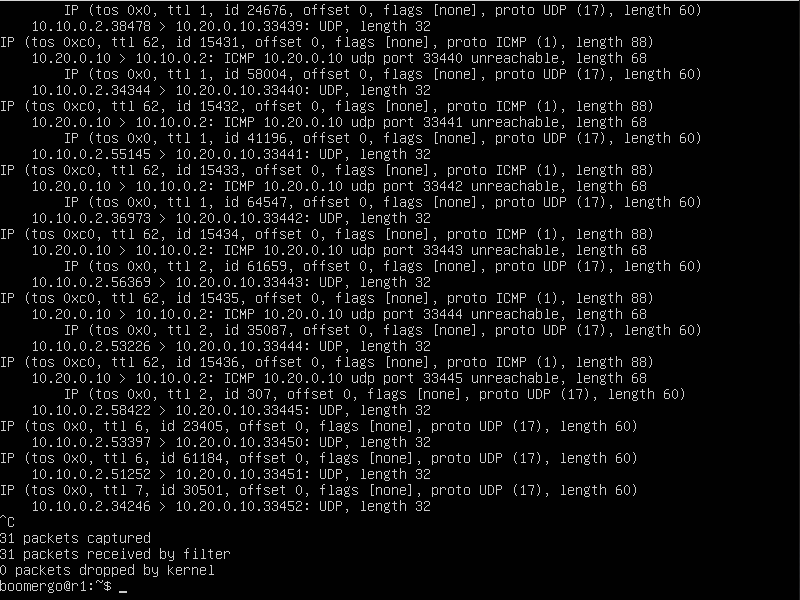 IP (tos 0x0, ttl 1, id 24676, offset 0, flags [none], proto UDP (17), length 60)
10.10.0.2.38478 > 10.20.0.10.33439: UDP, length 32
IP (tos 0xc0, ttl 62, id 15431, offset 0, flags [none], proto ICMP (1), length 88)
10.20.0.10 > 10.10.0.2: ICMP 10.20.0.10 udp port 33440 unreachable, length 68
IP (tos 0x0, ttl 1, id 58004, offset 0, flags [none], proto UDP (17), length 60)
10.10.0.2.34344 > 10.20.0.10.33440: UDP, length 32
IP (tos 0xc0, ttl 62, id 15432, offset 0, flags [none], proto ICMP (1), length 88)
10.20.0.10 > 10.10.0.2: ICMP 10.20.0.10 udp port 33441 unreachable, length 68
IP (tos 0x0, ttl 1, id 41196, offset 0, flags [none], proto UDP (17), length 60)
10.10.0.2.55145 > 10.20.0.10.33441: UDP, length 32
IP (tos 0xc0, ttl 62, id 15433, offset 0, flags [none], proto ICMP (1), length 88)
10.20.0.10 > 10.10.0.2: ICMP 10.20.0.10 udp port 33442 unreachable, length 68
IP (tos 0x0, ttl 1, id 64547, offset 0, flags [none], proto UDP (17), length 60)
10.10.0.2.36973 > 10.20.0.10.33442: UDP, length 32
IP (tos 0xc0, ttl 62, id 15434, offset 0, flags [none], proto ICMP (1), length 88)
10.20.0.10 > 10.10.0.2: ICMP 10.20.0.10 udp port 33443 unreachable, length 68
IP (tos 0x0, ttl 2, id 61659, offset 0, flags [none], proto UDP (17), length 60)
10.10.0.2.56369 > 10.20.0.10.33443: UDP, length 32
IP (tos 0xc0, ttl 62, id 15435, offset 0, flags [none], proto ICMP (1), length 88)
10.20.0.10 > 10.10.0.2: ICMP 10.20.0.10 udp port 33444 unreachable, length 68
IP (tos 0x0, ttl 2, id 35087, offset 0, flags [none], proto UDP (17), length 60)
10.10.0.2.53226 > 10.20.0.10.33444: UDP, length 32
IP (tos 0xc0, ttl 62, id 15436, offset 0, flags [none], proto ICMP (1), length 88)
10.20.0.10 > 10.10.0.2: ICMP 10.20.0.10 udp port 33445 unreachable, length 68
IP (tos 0x0, ttl 2, id 307, offset 0, flags [none], proto UDP (17), length 60)
10.10.0.2.58422 > 10.20.0.10.33445: UDP, length 32
IP (tos 0x0, ttl 6, id 23405, offset 0, flags [none], proto UDP (17), length 60)
10.10.0.2.53397 > 10.20.0.10.33450: UDP, length 32
IP (tos 0x0, ttl 6, id 61184, offset 0, flags [none], proto UDP (17), length 60)
10.10.0.2.51252 > 10.20.0.10.33451: UDP, length 32
IP (tos 0x0, ttl 7, id 30501, offset 0, flags [none], proto UDP (17), length 60)
10.10.0.2.34246 > 10.20.0.10.33452: UDP, length 32
^C
31 packets captured
31 packets received by filter
0 packets dropped by kernel
boomergo@r1:~$ _